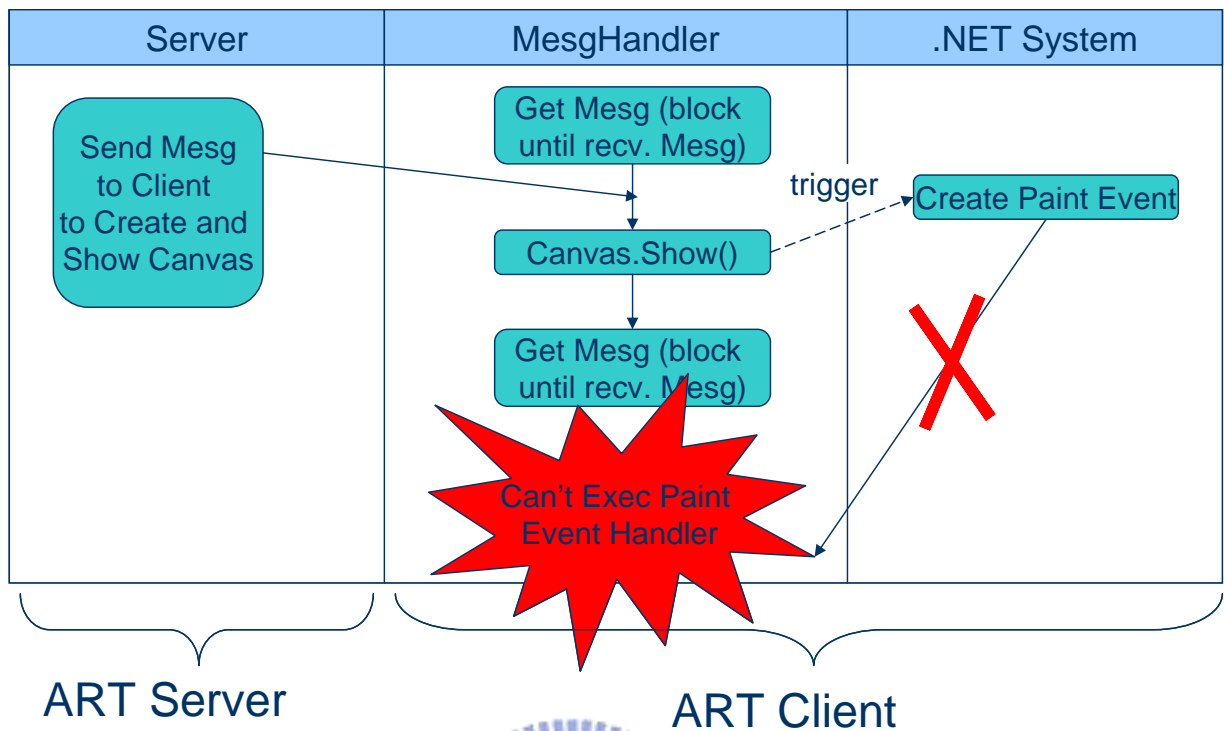 Server
MesgHandler
.NET System
Send Mesg
to Client
to Create and
Show Canvas
Get Mesg (block
until recv. Mesg)
trigger
Create Paint Event
Canvas.Show()
Get Mesg (block
until recv. Mesg)
Can't Exec Paint
Event Handler
ART Server
ART Client